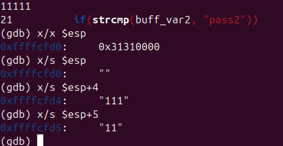 11111
21 if(strcmp(buff_var2, "pass2"))
(gdb) x/x $esp
0xffffcfd0: 0x31310000
(gdb) x/s $esp
0xffffcfd0: ""
(gdb) x/s $esp+4
0xffffcfd4: "111"
(gdb) x/s $esp+5
0xffffcfd5: "11"
(gdb)